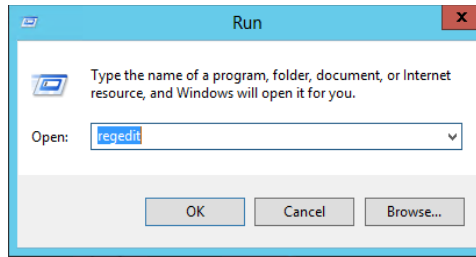 Run
x
Type the name of a program, folder, document, or Internet
resource, and Windows will open it for you.
Open: regedit
OK Cancel Browse...